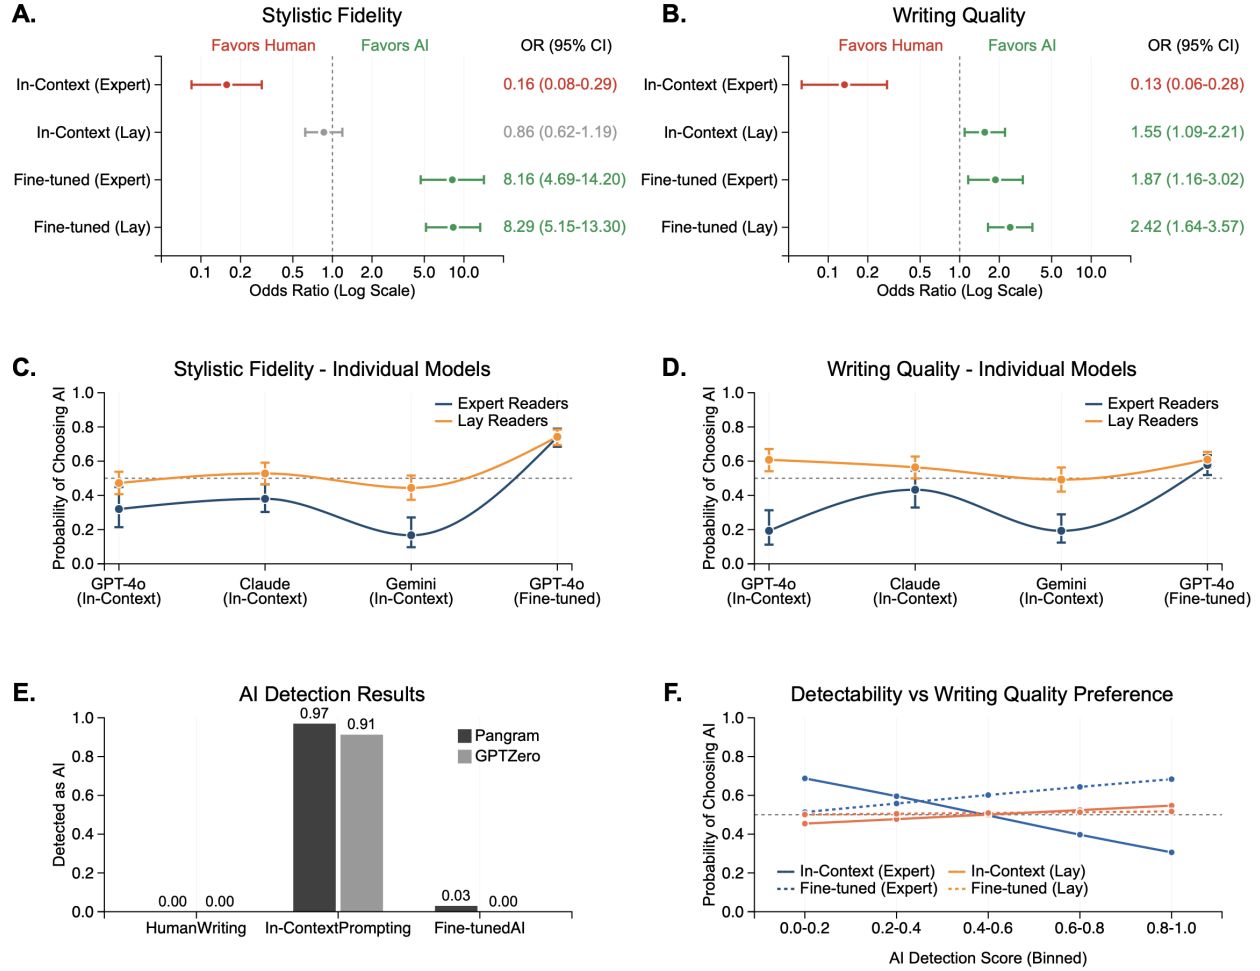 A.
Stylistic Fidelity
Favors Human
Favors AI
OR (95% CI)
In-Context (Expert)
0.16 (0.08-0.29)
In-Context (Lay)
0.86 (0.62-1.19)
Fine-tuned (Expert)
8.16 (4.69-14.20)
Fine-tuned (Lay)
8.29 (5.15-13.30)
0.1 0.2 0.5 1.0 2.0 5.0 10.0
Odds Ratio (Log Scale)
B.
Writing Quality
Favors Human
Favors AI
OR (95% CI)
In-Context (Expert)
0.13 (0.06-0.28)
In-Context (Lay)
1.55 (1.09-2.21)
Fine-tuned (Expert)
1.87 (1.16-3.02)
Fine-tuned (Lay)
2.42 (1.64-3.57)
0.1 0.2 0.5 1.0 2.0 5.0 10.0
Odds Ratio (Log Scale)
C.
Stylistic Fidelity - Individual Models
Probability of Choosing AI
1.0
0.8
0.6
0.4
0.2
0.0
Expert Readers
Lay Readers
GPT-4o
(In-Context)
Claude
(In-Context)
Gemini
(In-Context)
GPT-4o
(Fine-tuned)
D.
Writing Quality - Individual Models
Probability of Choosing AI
1.0
0.8
0.6
0.4
0.2
0.0
Expert Readers
Lay Readers
GPT-4o
(In-Context)
Claude
(In-Context)
Gemini
(In-Context)
GPT-4o
(Fine-tuned)
E.
AI Detection Results
Detected as AI
1.0
0.8
0.6
0.4
0.2
0.0
0.00
0.00
0.97
0.91
0.03
0.00
Pangram
GPTZero
HumanWriting
In-ContextPrompting
Fine-tunedAI
F.
Detectability vs Writing Quality Preference
Probability of Choosing AI
1.0
0.8
0.6
0.4
0.2
0.0
In-Context (Expert)
In-Context (Lay)
Fine-tuned (Expert)
Fine-tuned (Lay)
0.0-0.2 0.2-0.4 0.4-0.6 0.6-0.8 0.8-1.0
AI Detection Score (Binned)